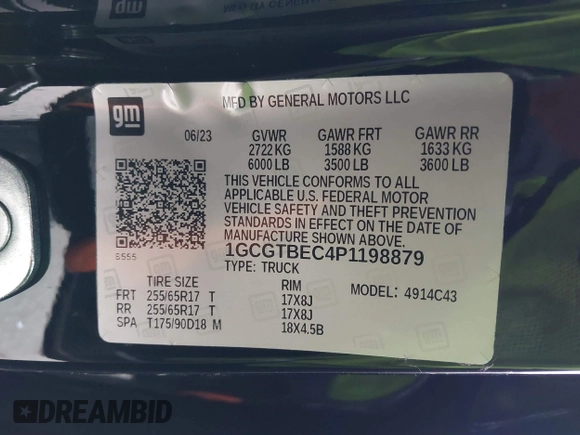 gm
MFD BY GENERAL MOTORS LLC
06/23 GVWR GAWR FRT GAWR RR
2722 KG 1588 KG 1633 KG
6000 LB 3500 LB 3600 LB
THIS VEHICLE CONFORMS TO ALL
APPLICABLE U.S. FEDERAL MOTOR
VEHICLE SAFETY AND THEFT PREVENTION
STANDARDS IN EFFECT ON THE DATE OF
MANUFACTURE SHOWN ABOVE.
6555 1GCGTBEC4P1198879
TYPE: TRUCK
TIRE SIZE RIM MODEL: 4914C43
FRT 255/65R17 T 17X8J
RR 255/65R17 T 17X8J
SPA T175/90D18 M 18X4.5B
DREAMBID